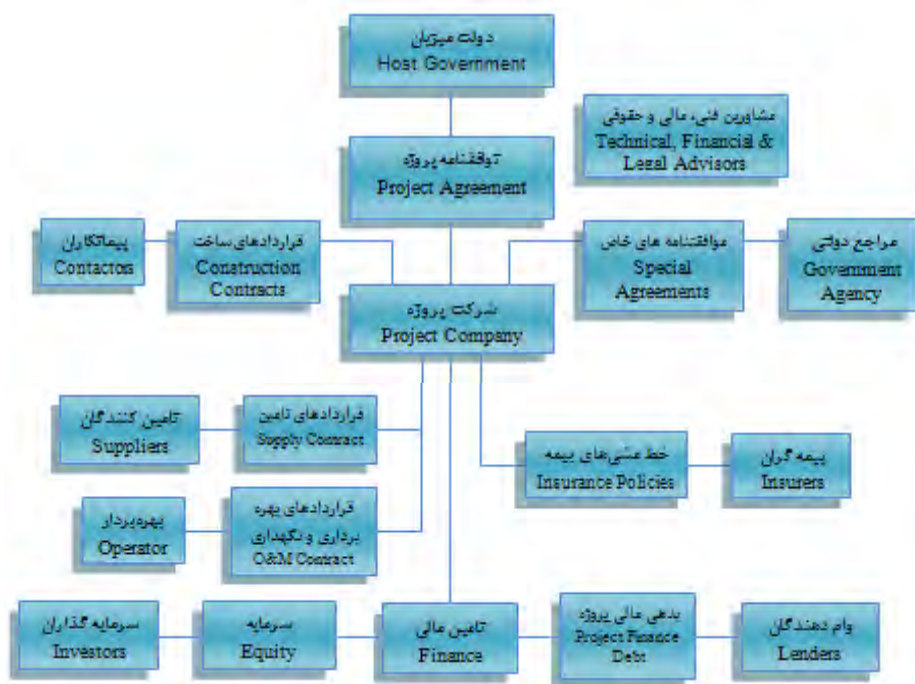 دولت میزبان
Host Government
مشاورین فنی، مالی و حقوقی
Technical, Financial &
Legal Advisors
توافقنامه پروژه
Project Agreement
پیمانکاران
Contactors
قراردادهای ساخت
Construction
Contracts
موافقتنامه های خاص
Special
Agreements
مراجع دولتی
Government
Agency
شرکت پروژه
Project Company
تامین کنندگان
Suppliers
قراردادهای تامین
Supply Contract
خط مشی‌های بیمه
Insurance Policies
بیمه گران
Insurers
بهره‌بردار
Operator
قراردادهای بهره
برداری و نگهداری
O&M Contract
سرمایه گذاران
Investors
سرمایه
Equity
تامین مالی
Finance
بدهی مالی پروژه
Project Finance
Debt
وام دهندگان
Lenders